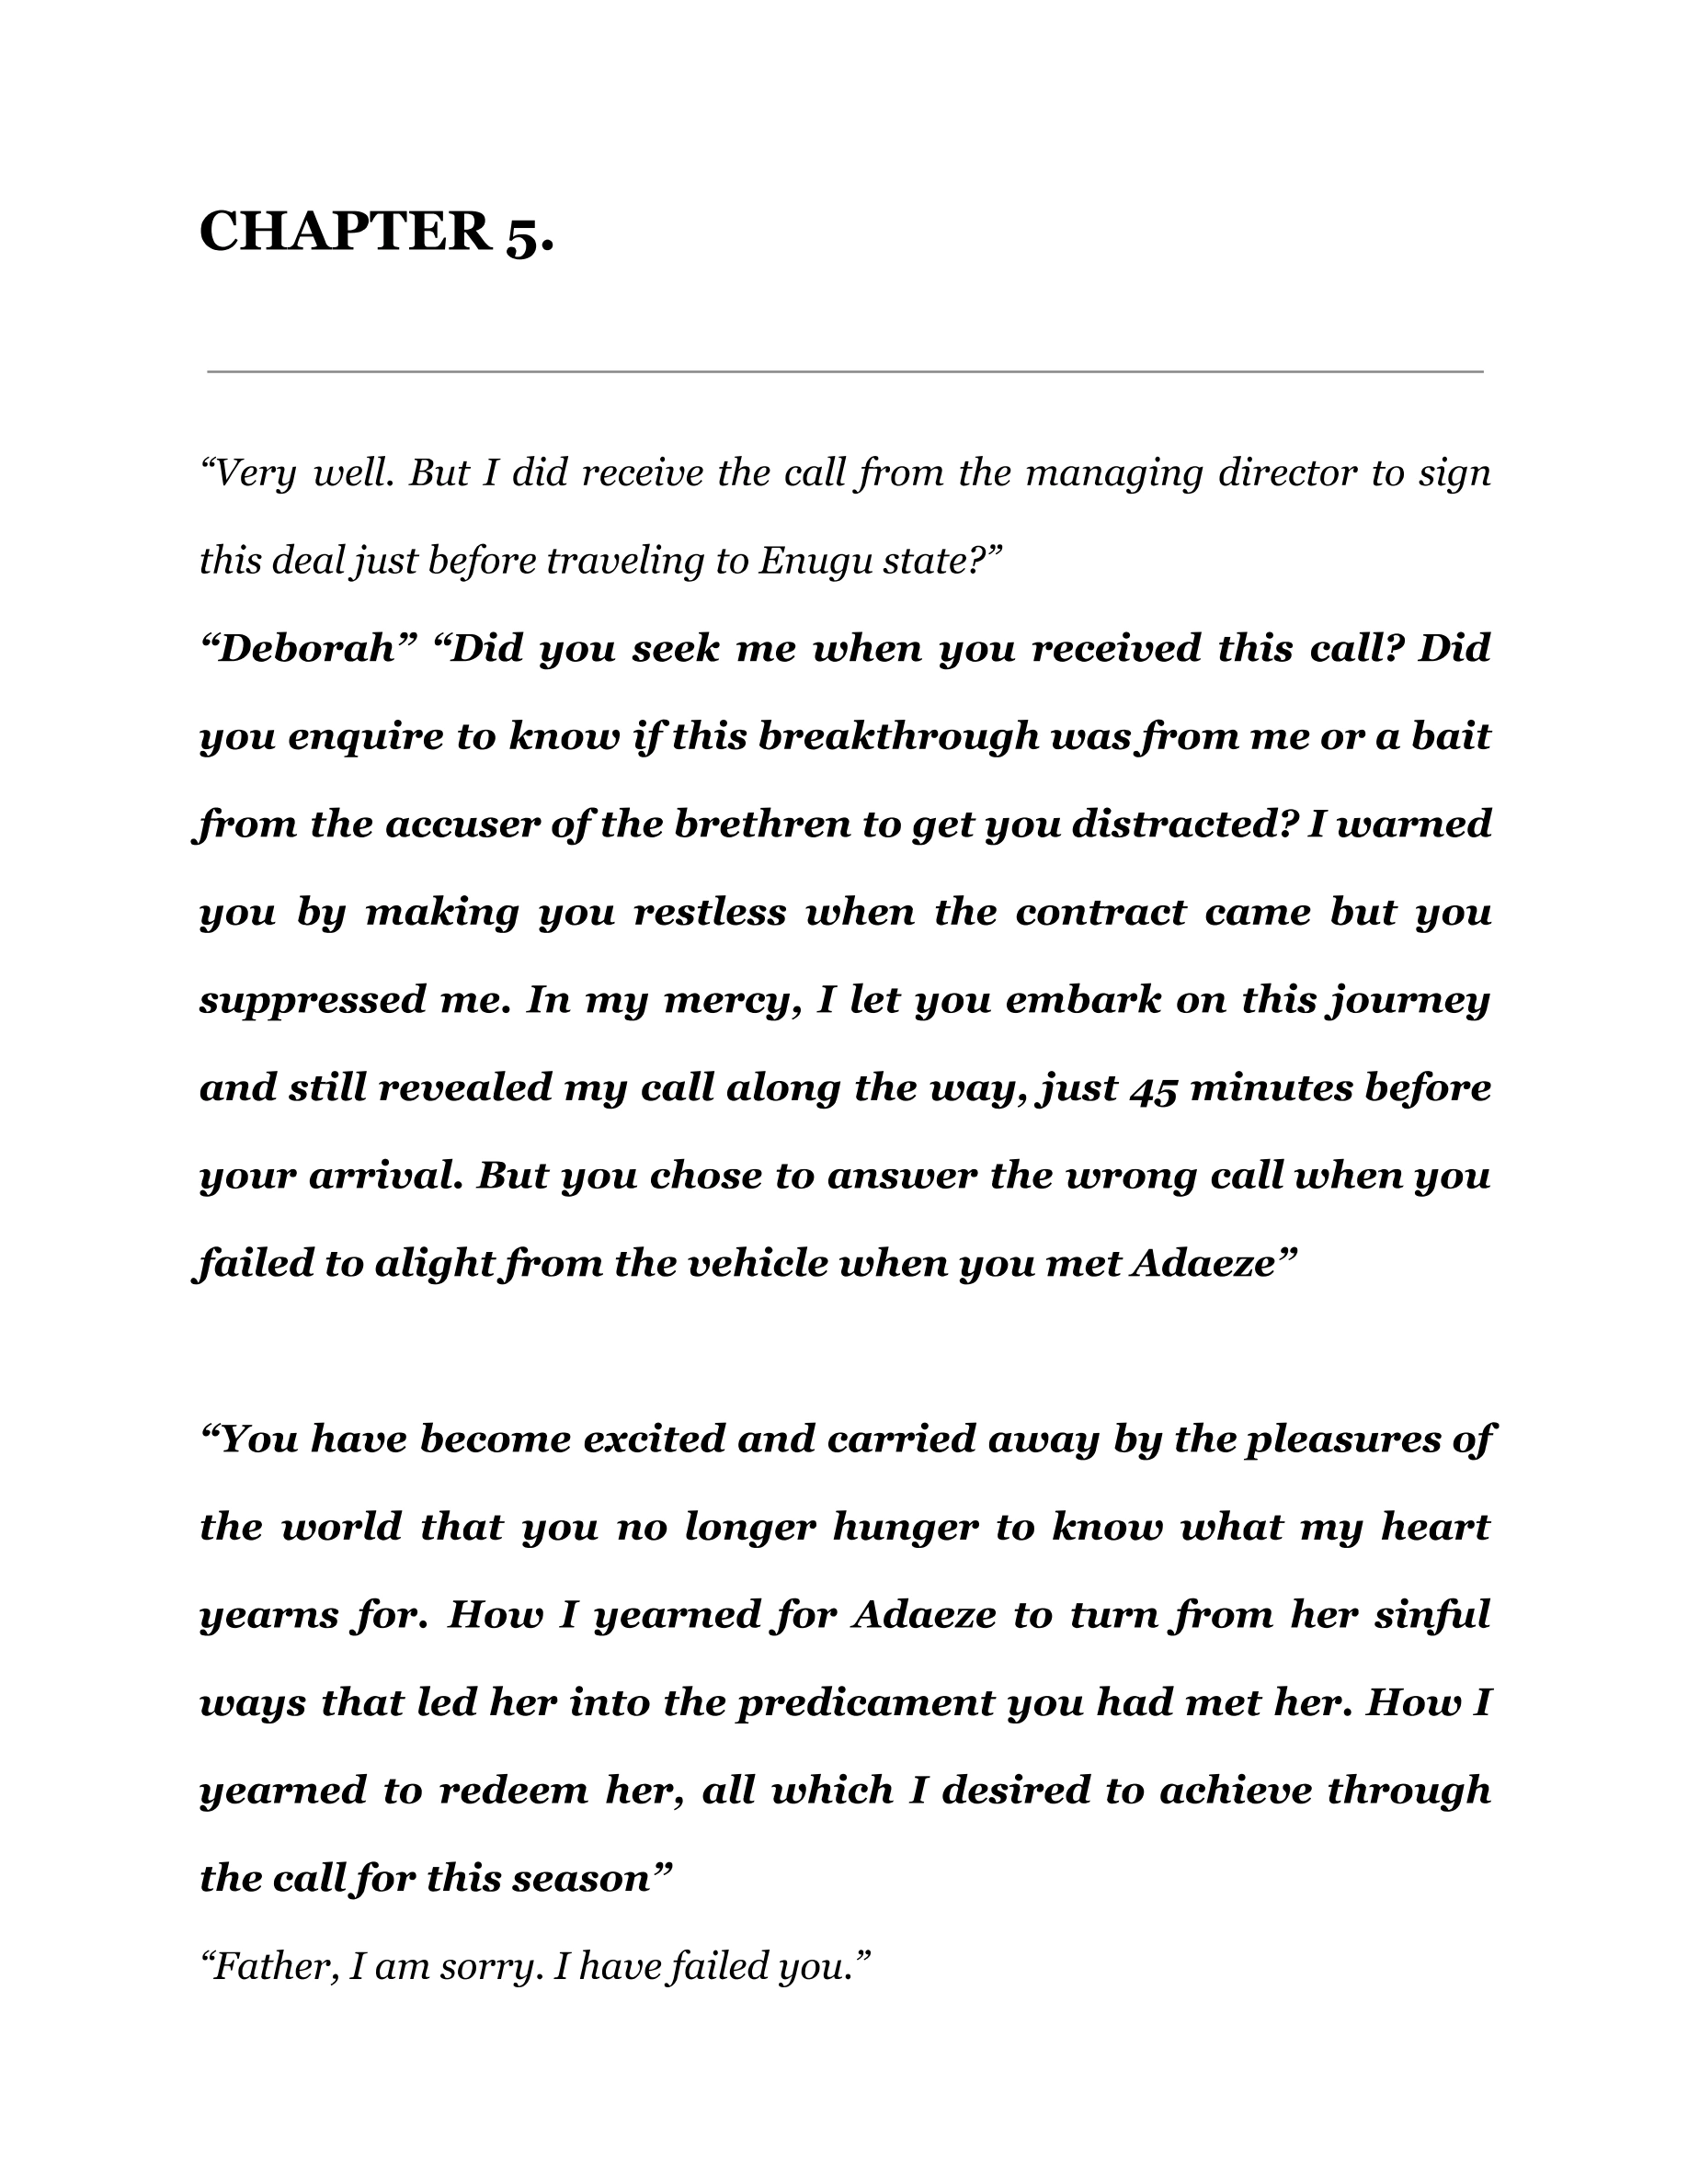 CHAPTER 5.
“Very well. But I did receive the call from the managing director to sign
this deal just before traveling to Enugu state?”
“Deborah” “Did you seek me when you received this call? Did
you enquire to know if this breakthrough was from me or a bait
from the accuser of the brethren to get you distracted? I warned
you by making you restless when the contract came but you
suppressed me. In my mercy, I let you embark on this journey
and still revealed my call along the way, just 45 minutes before
your arrival. But you chose to answer the wrong call when you
failed to alight from the vehicle when you met Adaeze”
“You have become excited and carried away by the pleasures of
the world that you no longer hunger to know what my heart
yearns for. How I yearned for Adaeze to turn from her sinful
ways that led her into the predicament you had met her. How I
yearned to redeem her, all which I desired to achieve through
the call for this season”
“Father, I am sorry. I have failed you.”